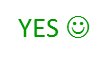 YES ☺